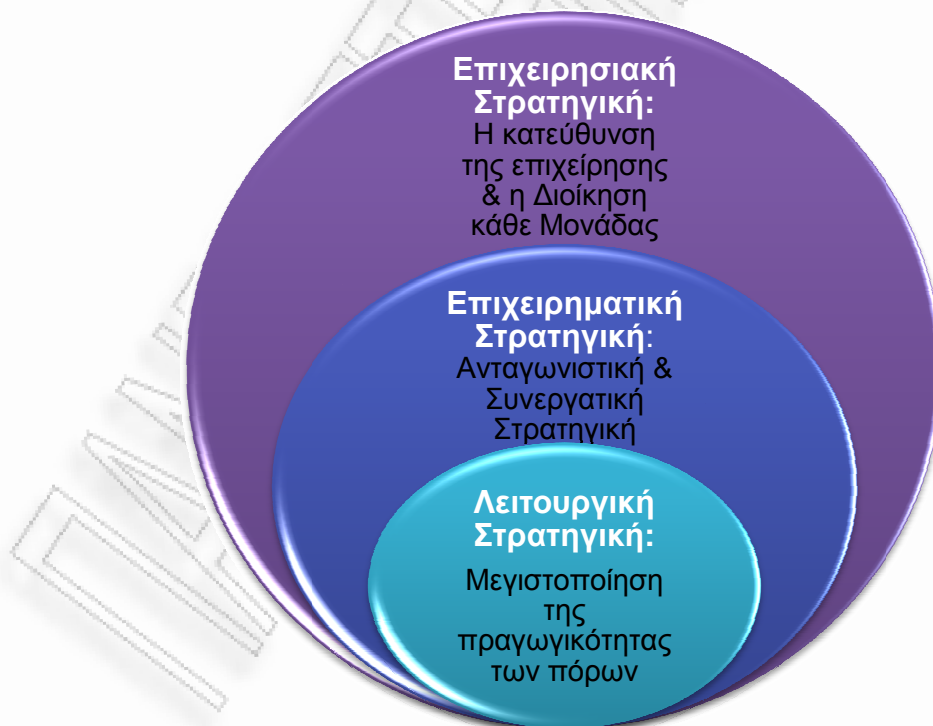 Επιχειρησιακή
Στρατηγική:
Η κατεύθυνση
της επιχείρησης
& η Διοίκηση
κάθε Μονάδας
Επιχειρηματική
Στρατηγική:
Ανταγωνιστική &
Συνεργατική
Στρατηγική
Λειτουργική
Στρατηγική:
Μεγιστοποίηση
της
πραγωγικότητας
των πόρων